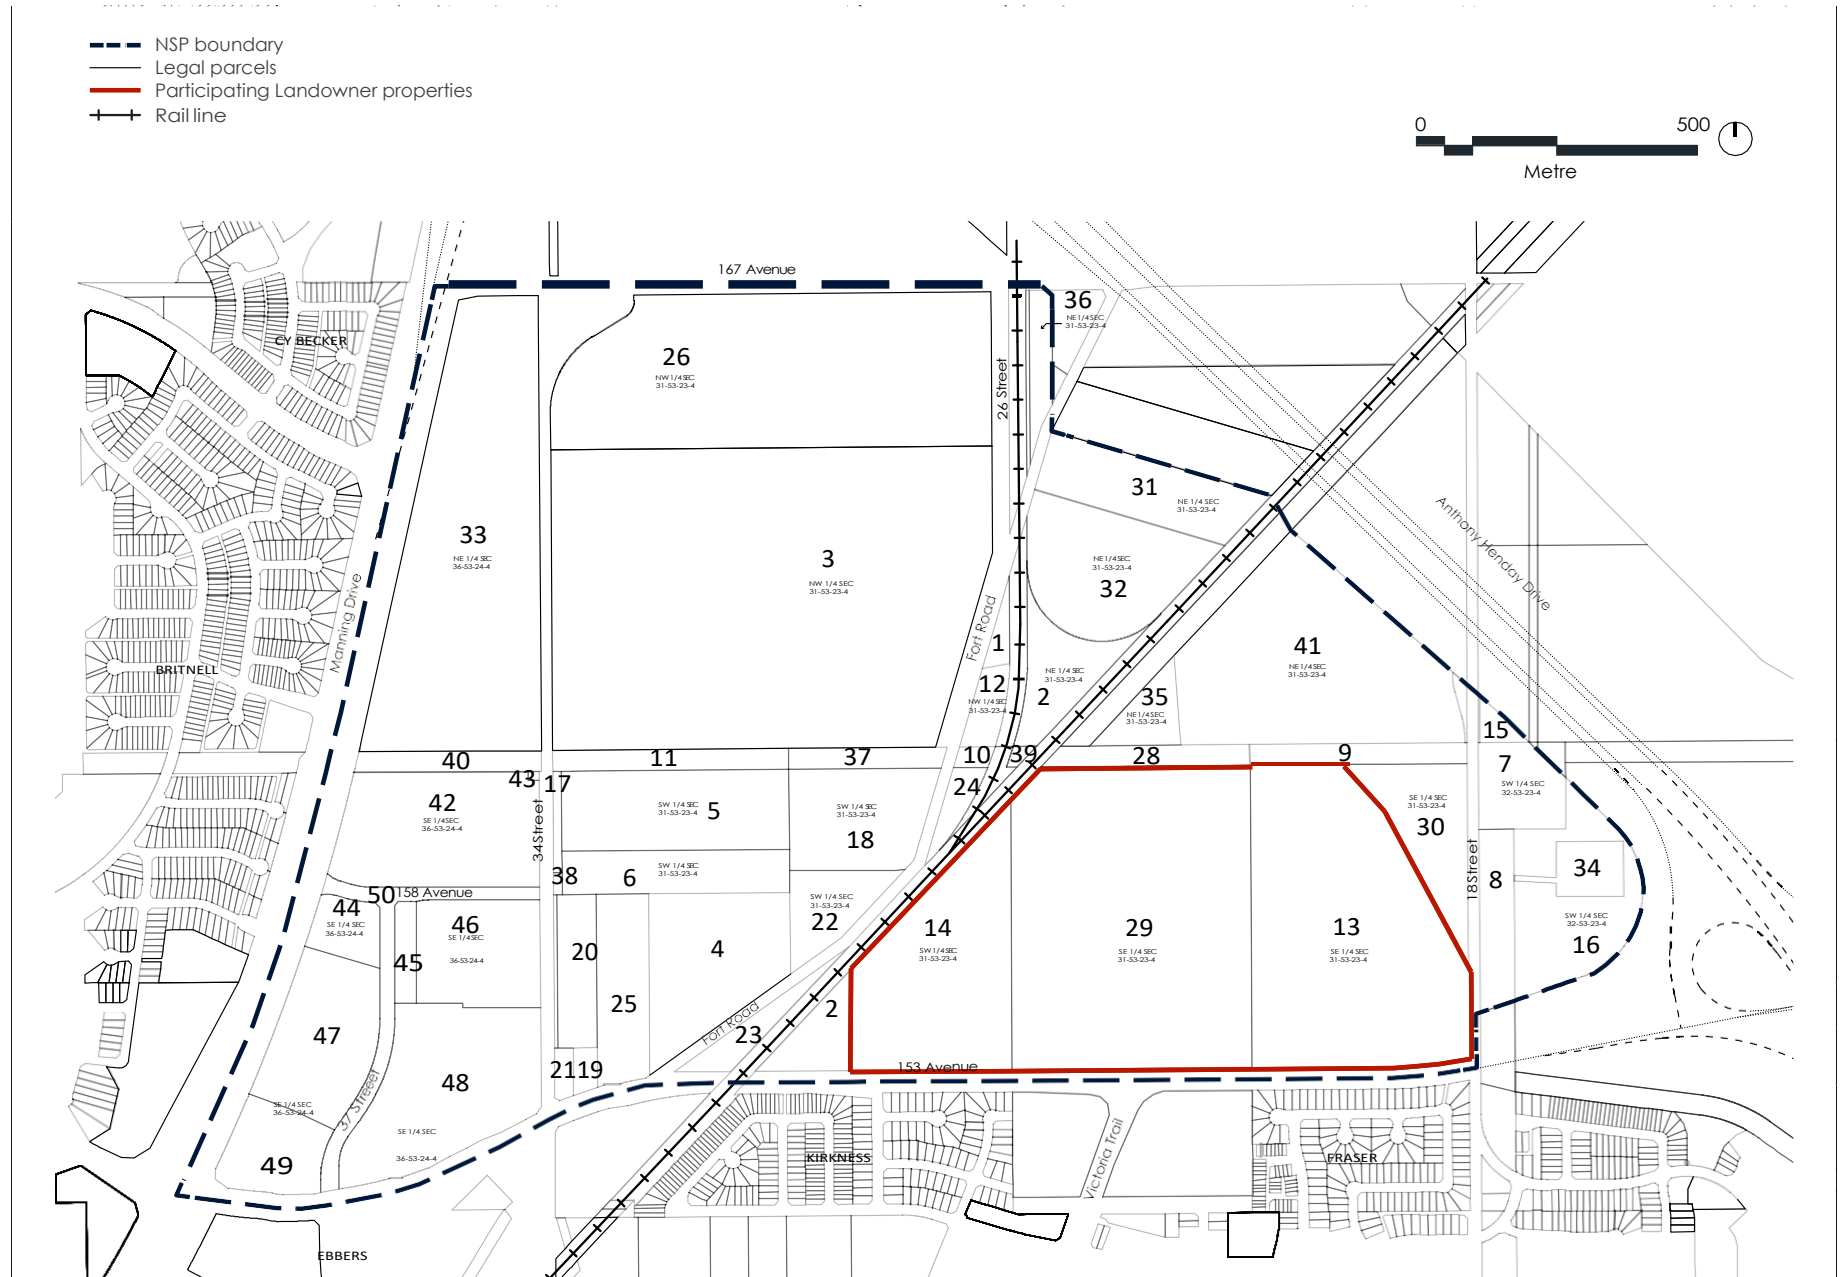 NSP boundary
Legal parcels
Participating Landowner properties
Rail line
0 500
Metre
167 Avenue
36
NE 1/4 SEC
31-53-23-4
CY BECKER
26
NW 1/4 SEC
31-53-23-4
26 Street
31
NE 1/4 SEC
31-53-23-4
Anthony Henday Drive
33
NE 1/4 SEC
36-53-24-4
3
NW 1/4 SEC
31-53-23-4
NE 1/4 SEC
31-53-23-4
32
Manning Drive
Fort Road
1
41
NE 1/4 SEC
31-53-23-4
BRITNELL
12
NW 1/4 SEC
31-53-23-4
NE 1/4 SEC
31-53-23-4
2
35
NE 1/4 SEC
31-53-23-4
15
40
11
37
10
39
28
9
7
SW 1/4 SEC
32-53-23-4
43
17
24
42
SE 1/4 SEC
36-53-24-4
34 Street
SW 1/4 SEC
31-53-23-4
5
SW 1/4 SEC
31-53-23-4
18
SE 1/4 SEC
31-53-23-4
30
18 Street
38
6
SW 1/4 SEC
31-53-23-4
8
34
50
158 Avenue
44
SE 1/4 SEC
36-53-24-4
46
SE 1/4 SEC
36-53-24-4
45
20
4
SW 1/4 SEC
31-53-23-4
22
14
SW 1/4 SEC
31-53-23-4
29
SE 1/4 SEC
31-53-23-4
13
SE 1/4 SEC
31-53-23-4
SW 1/4 SEC
32-53-23-4
16
25
2
47
Fort Road
23
21
19
153 Avenue
48
SE 1/4 SEC
36-53-24-4
37 Street
SE 1/4 SEC
36-53-24-4
49
KIRKNESS
Victoria Trail
FRASER
EBBERS